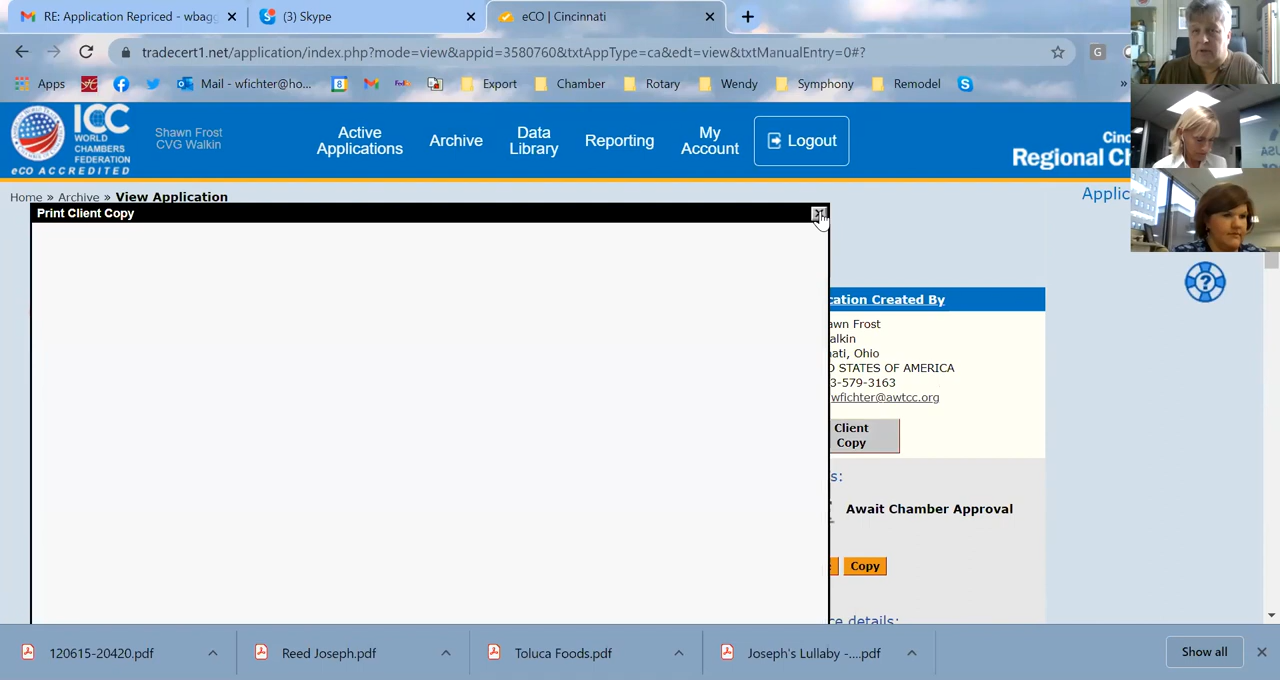 RE: Application Repriced - wbagg
(3) Skype
eCO | Cincinnati
tradecert1.net/application/index.php?mode=view&appid=3580760&txtAppType=ca&edt=view&txtManualEntry=0#?
G
Apps
Mail - wfichter@ho...
8
Export
Chamber
Rotary
Wendy
Symphony
Remodel
»
ICC
WORLD
CHAMBERS
FEDERATION
eCO ACCREDITED
Shawn Frost
CVG Walkin
Active
Applications
Archive
Data
Library
Reporting
My
Account
Logout
Cinc
Regional Ch
Home » Archive » View Application
Applic
Print Client Copy
cation Created By
awn Frost
alkin
nati, Ohio
D STATES OF AMERICA
3-579-3163
wfichter@awtcc.org
Client
Copy
s:
Await Chamber Approval
Copy
ce details:
?
120615-20420.pdf
Reed Joseph.pdf
Toluca Foods.pdf
Joseph's Lullaby -....pdf
Show all